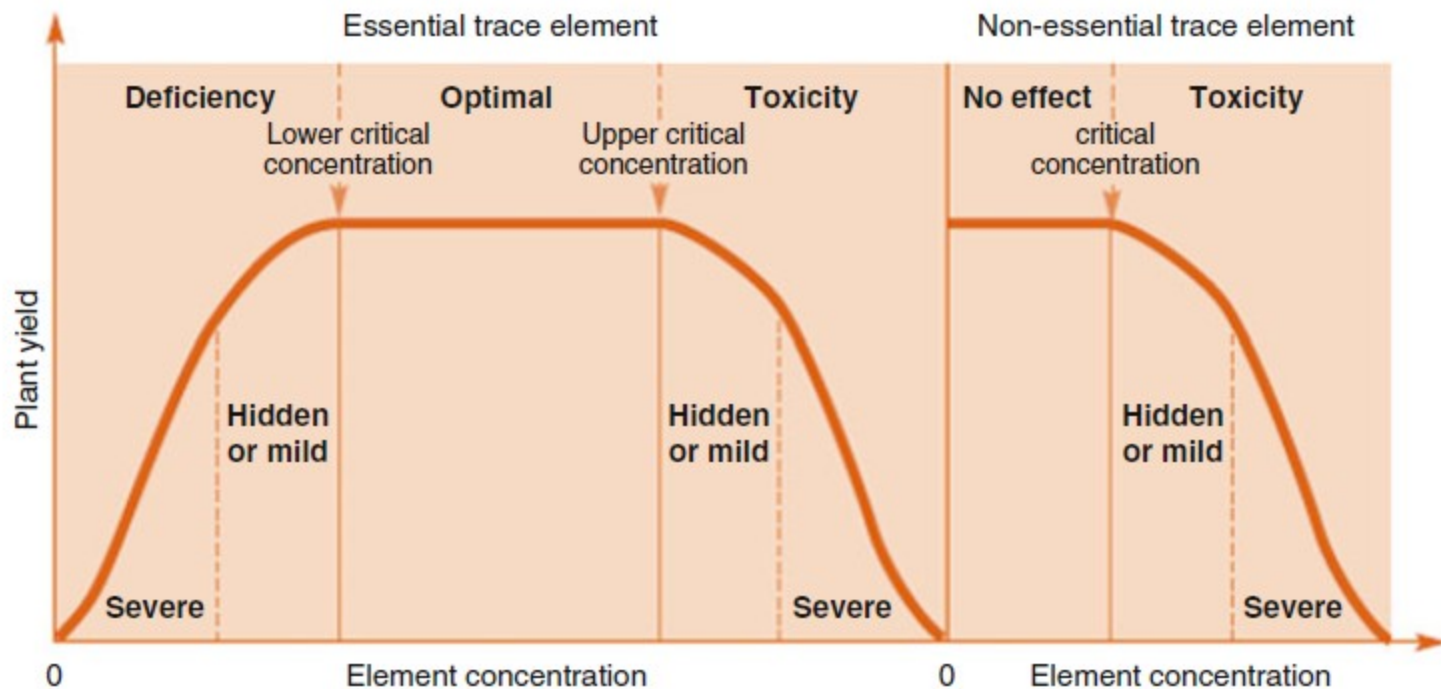 Essential trace element
Non-essential trace element
Deficiency
Optimal
Toxicity
No effect
Toxicity
Lower critical
concentration
Upper critical
concentration
critical
concentration
Plant yield
Hidden
or mild
Hidden
or mild
Hidden
or mild
Severe
Severe
Severe
0
Element concentration
0
Element concentration